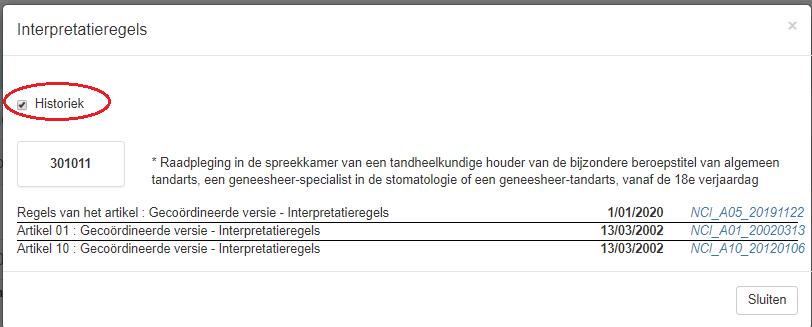 Interpretatieregels ×
Historiek
301011
* Raadpleging in de spreekkamer van een tandheelkundige houder van de bijzondere beroepstitel van algemeen
tandarts, een geneesheer-specialist in de stomatologie of een geneesheer-tandarts, vanaf de 18e verjaardag
Regels van het artikel : Gecoördineerde versie - Interpretatieregels 1/01/2020 NCI_A05_20191122
Artikel 01 : Gecoördineerde versie - Interpretatieregels 13/03/2002 NCI_A01_20020313
Artikel 10 : Gecoördineerde versie - Interpretatieregels 13/03/2002 NCI_A10_20120106
Sluiten